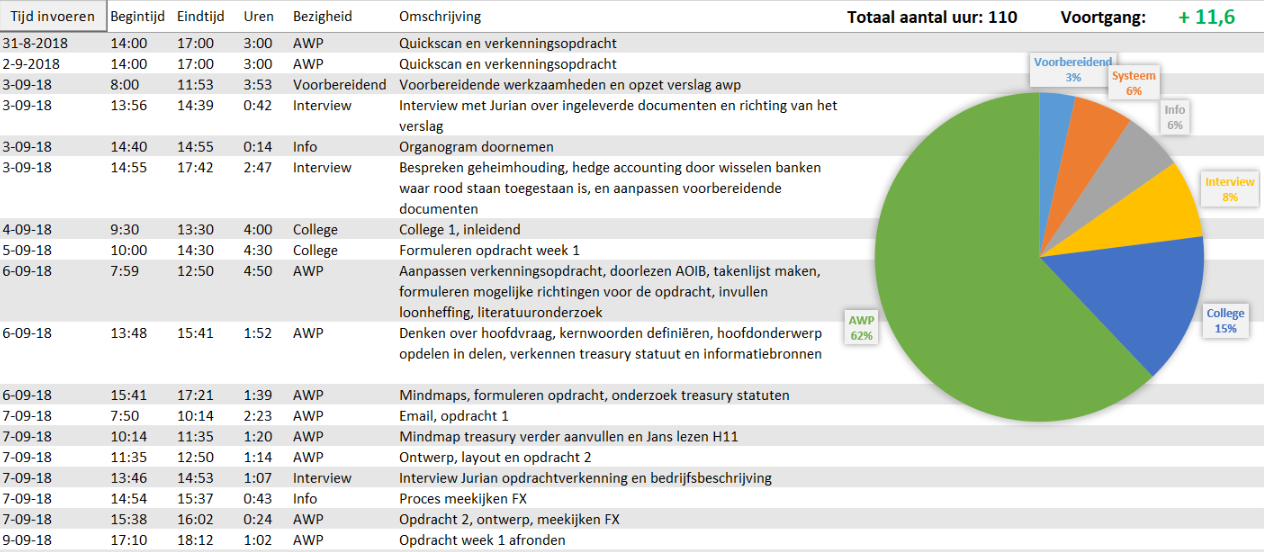 Tijd invoeren Begintijd Eindtijd Uren Bezigheid Omschrijving Totaal aantal uur: 110 Voortgang: + 11,6
31-8-2018 14:00 17:00 3:00 AWP Quickscan en verkenningsopdracht
2-9-2018 14:00 17:00 3:00 AWP Quickscan en verkenningsopdracht
3-09-18 8:00 11:53 3:53 Voorbereidend Voorbereidende werkzaamheden en opzet verslag awp
3-09-18 13:56 14:39 0:42 Interview Interview met Jurian over ingeleverde documenten en richting van het
verslag
3-09-18 14:40 14:55 0:14 Info Organogram doornemen
3-09-18 14:55 17:42 2:47 Interview Bespreken geheimhouding, hedge accounting door wisselen banken
waar rood staan toegestaan is, en aanpassen voorbereidende
documenten
4-09-18 9:30 13:30 4:00 College College 1, inleidend
5-09-18 10:00 14:30 4:30 College Formuleren opdracht week 1
6-09-18 7:59 12:50 4:50 AWP Aanpassen verkenningsopdracht, doorlezen AOIB, takenlijst maken,
formuleren mogelijke richtingen voor de opdracht, invullen
loonheffing, literatuuronderzoek
6-09-18 13:48 15:41 1:52 AWP Denken over hoofdvraag, kernwoorden definiëren, hoofdonderwerp
opdelen in delen, verkennen treasury statuut en informatiebronnen
6-09-18 15:41 17:21 1:39 AWP Mindmaps, formuleren opdracht, onderzoek treasury statuten
7-09-18 7:50 10:14 2:23 AWP Email, opdracht 1
7-09-18 10:14 11:35 1:20 AWP Mindmap treasury verder aanvullen en Jans lezen H11
7-09-18 11:35 12:50 1:14 AWP Ontwerp, layout en opdracht 2
7-09-18 13:46 14:53 1:07 Interview Interview Jurian opdrachtverkenning en bedrijfsbeschrijving
7-09-18 14:54 15:37 0:43 Info Proces meekijken FX
7-09-18 15:38 16:02 0:24 AWP Opdracht 2, ontwerp, meekijken FX
9-09-18 17:10 18:12 1:02 AWP Opdracht week 1 afronden
Voorbereidend
3%
Systeem
6%
Info
6%
Interview
8%
College
15%
AWP
62%